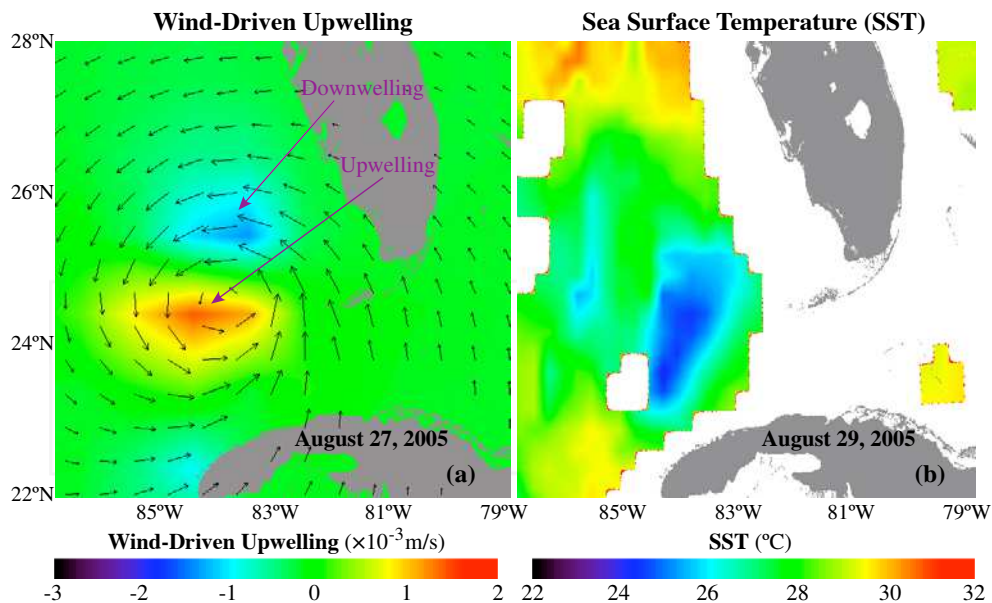 Wind-Driven Upwelling
Sea Surface Temperature (SST)
28ºN
Downwelling
Upwelling
26ºN
24ºN
August 27, 2005
August 29, 2005
(a)
(b)
22ºN
85ºW 83ºW 81ºW 79ºW
85ºW 83ºW 81ºW 79ºW
Wind-Driven Upwelling (×10⁻³m/s)
SST (ºC)
-3 -2 -1 0 1 2
22 24 26 28 30 32